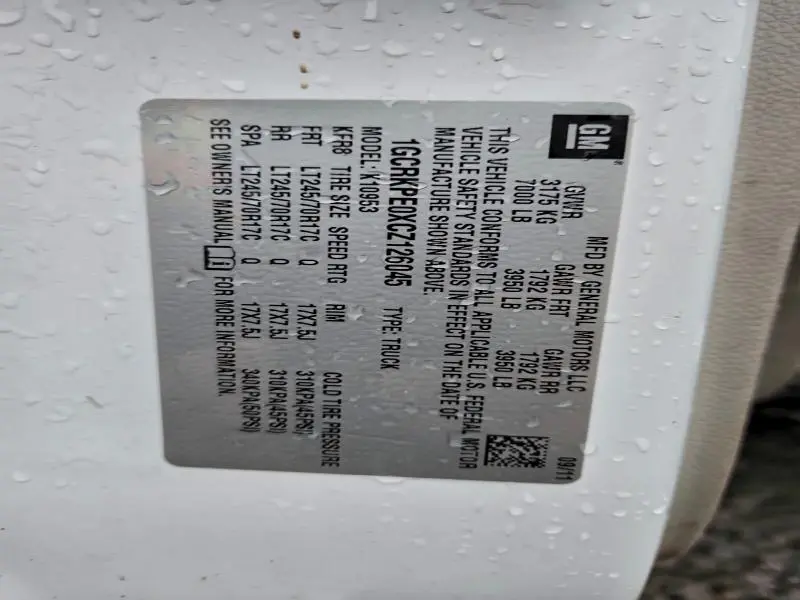 GM
MFD BY GENERAL MOTORS LLC 09/11
GVWR GAWR FRT GAWR RR
3175 KG 1792 KG 1792 KG
7000 LB 3950 LB 3950 LB
THIS VEHICLE CONFORMS TO ALL APPLICABLE U.S. FEDERAL MOTOR
VEHICLE SAFETY STANDARDS IN EFFECT ON THE DATE OF
MANUFACTURE SHOWN ABOVE.
1GCRKPE0XCZ126045 TYPE: TRUCK
MODEL: K10953
KFR8 TIRE SIZE SPEED RTG RIM COLD TIRE PRESSURE
FRT LT245/70R17C Q 17X7.5J 310KPA(45PSI)
RR LT245/70R17C Q 17X7.5J 310KPA(45PSI)
SPA LT245/70R17C Q 17X7.5J 340KPA(50PSI)
SEE OWNER'S MANUAL FOR MORE INFORMATION.